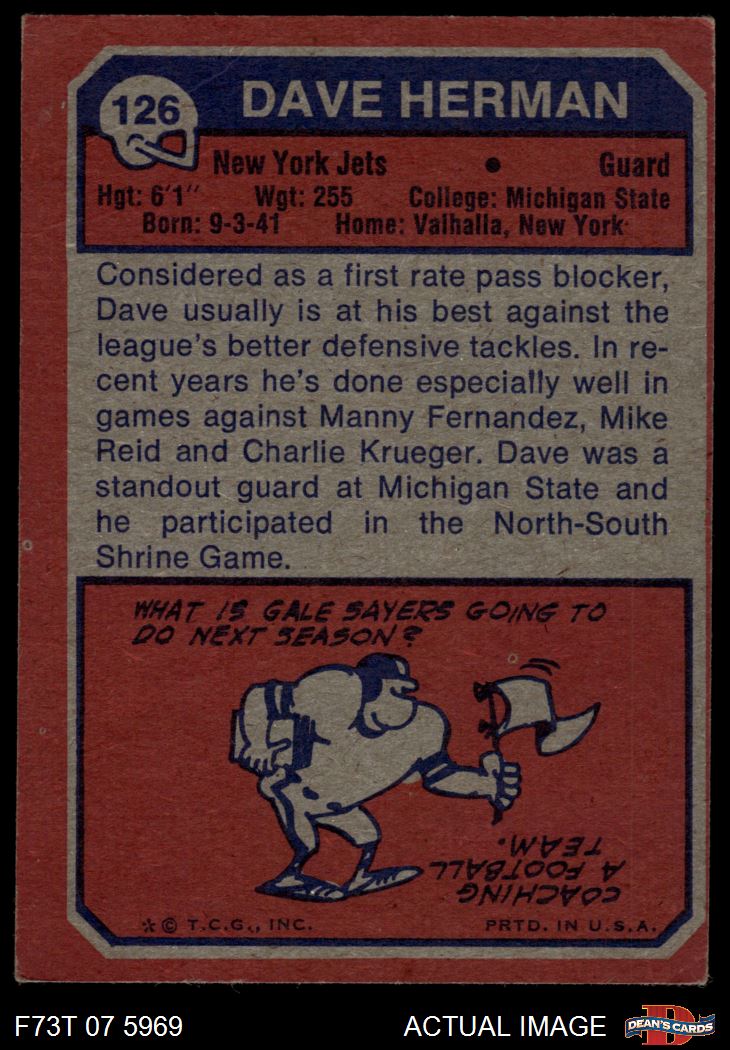 126
DAVE HERMAN
New York Jets • Guard
Hgt: 6'1" Wgt: 255 College: Michigan State
Born: 9-3-41 Home: Valhalla, New York
Considered as a first rate pass blocker,
Dave usually is at his best against the
league's better defensive tackles. In re-
cent years he's done especially well in
games against Manny Fernandez, Mike
Reid and Charlie Krueger. Dave was a
standout guard at Michigan State and
he participated in the North-South
Shrine Game.
WHAT IS GALE SAYERS GOING TO
DO NEXT SEASON?
COACHING
A FOOTBALL
TEAM.
* © T.C.G., INC. PRTD. IN U.S.A.
F73T 07 5969 ACTUAL IMAGE
D
DEAN'S CARDS